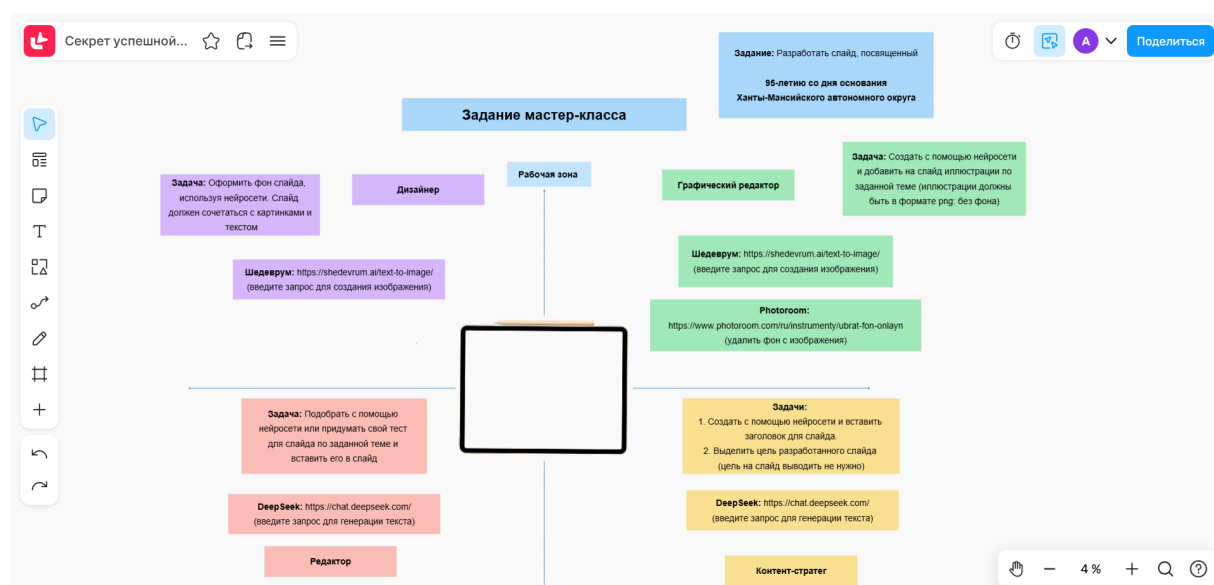 Секрет успешной...
А
Поделиться
Задание: Разработать слайд, посвященный
95-летию со дня основания
Ханты-Мансийского автономного округа
Задание мастер-класса
Рабочая зона
Задача: Оформить фон слайда,
используя нейросети. Слайд
должен сочетаться с картинками и
текстом
Дизайнер
Шедеврум: https://shedevrum.ai/text-to-image/
(введите запрос для создания изображения)
Графический редактор
Задача: Создать с помощью нейросети
и добавить на слайд иллюстрации по
заданной теме (иллюстрации должны
быть в формате png: без фона)
Шедеврум: https://shedevrum.ai/text-to-image/
(введите запрос для создания изображения)
Photoroom:
https://www.photoroom.com/ru/instrumenty/ubrat-fon-onlayn
(удалить фон с изображения)
Задача: Подобрать с помощью
нейросети или придумать свой тест
для слайда по заданной теме и
вставить его в слайд
DeepSeek: https://chat.deepseek.com/
(введите запрос для генерации текста)
Редактор
Задачи:
1. Создать с помощью нейросети и вставить
заголовок для слайда.
2. Выделить цель разработанного слайда
(цель на слайд выводить не нужно)
DeepSeek: https://chat.deepseek.com/
(введите запрос для генерации текста)
Контент-стратег
4 %